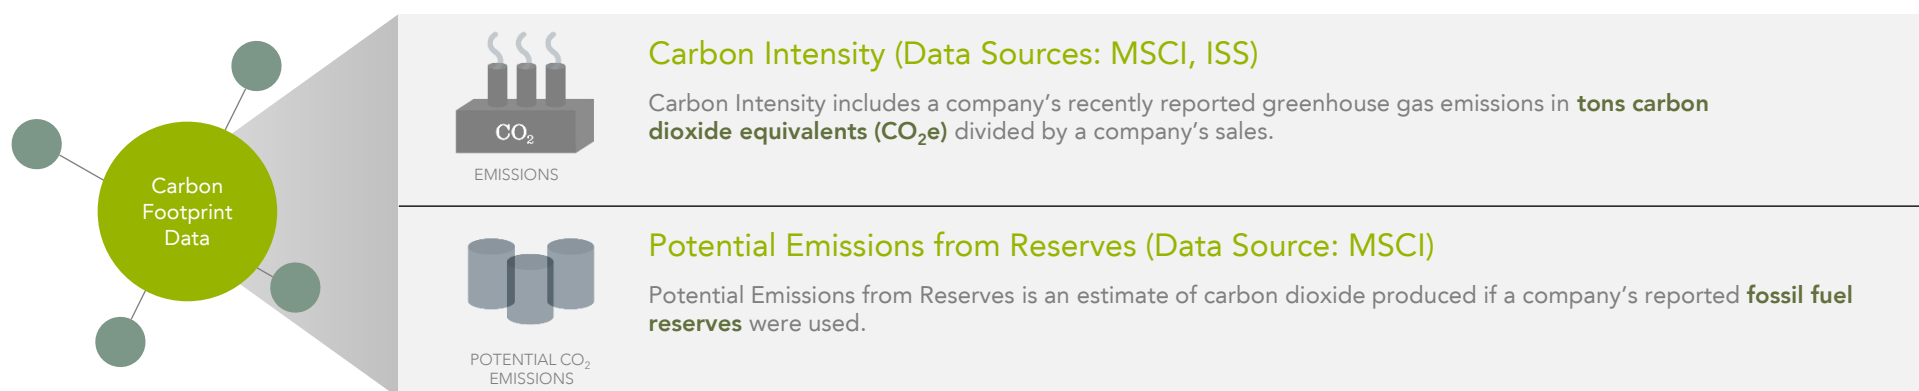 Carbon
Footprint
Data
CO₂
EMISSIONS
Carbon Intensity (Data Sources: MSCI, ISS)
Carbon Intensity includes a company’s recently reported greenhouse gas emissions in tons carbon
dioxide equivalents (CO₂e) divided by a company’s sales.
POTENTIAL CO₂
EMISSIONS
Potential Emissions from Reserves (Data Source: MSCI)
Potential Emissions from Reserves is an estimate of carbon dioxide produced if a company’s reported fossil fuel
reserves were used.